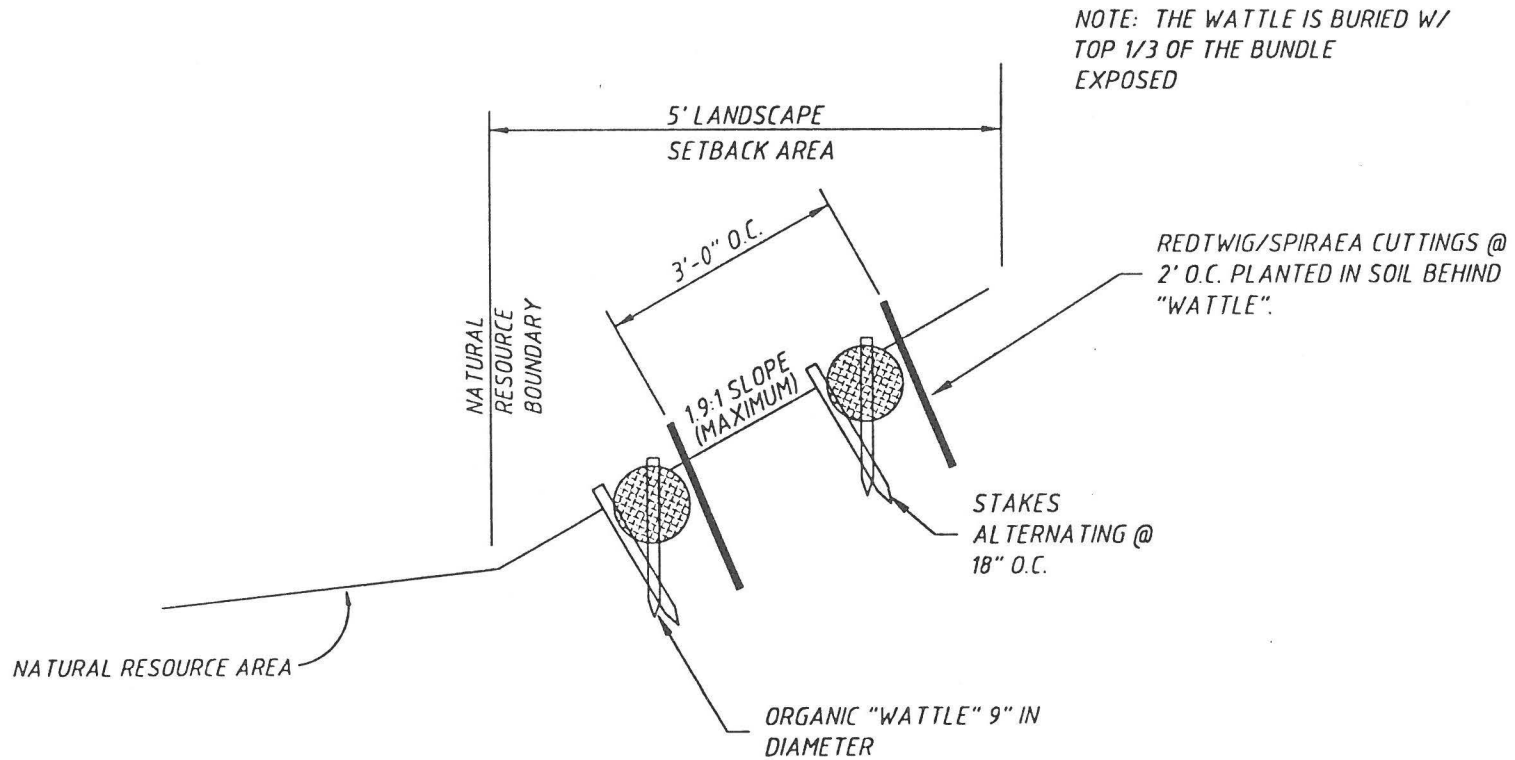 NOTE: THE WATTLE IS BURIED W/
TOP 1/3 OF THE BUNDLE
EXPOSED
5' LANDSCAPE
SETBACK AREA
3'-0" O.C.
REDTWIG/SPIRAEA CUTTINGS @
2' O.C. PLANTED IN SOIL BEHIND
"WATTLE".
NATURAL
RESOURCE
BOUNDARY
1.9:1 SLOPE
(MAXIMUM)
STAKES
ALTERNATING @
18" O.C.
NATURAL RESOURCE AREA
ORGANIC "WATTLE" 9" IN
DIAMETER